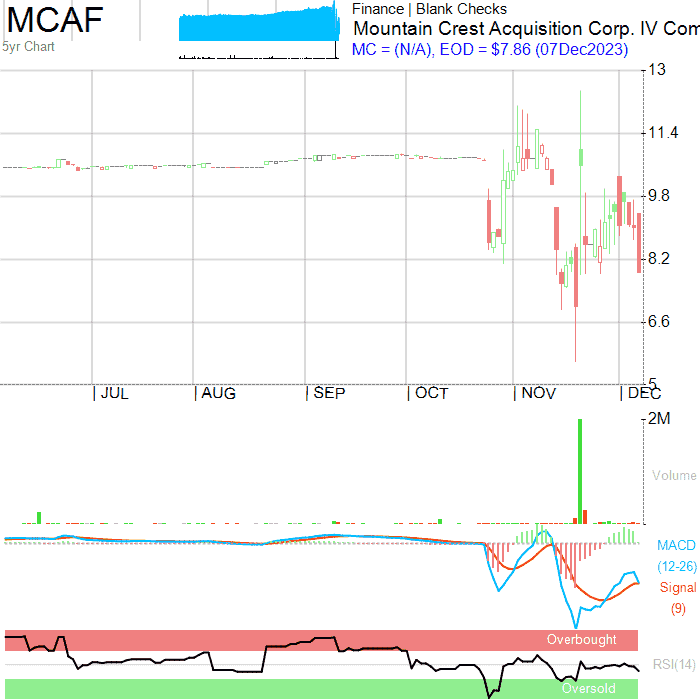 MCAF
5yr Chart
Finance | Blank Checks
Mountain Crest Acquisition Corp. IV Com
MC = (N/A), EOD = $7.86 (07Dec2023)
13
11.4
9.8
8.2
6.6
5
JUL AUG SEP OCT NOV DEC
2M
Volume
MACD
(12-26)
Signal
(9)
Overbought
RSI(14)
Oversold